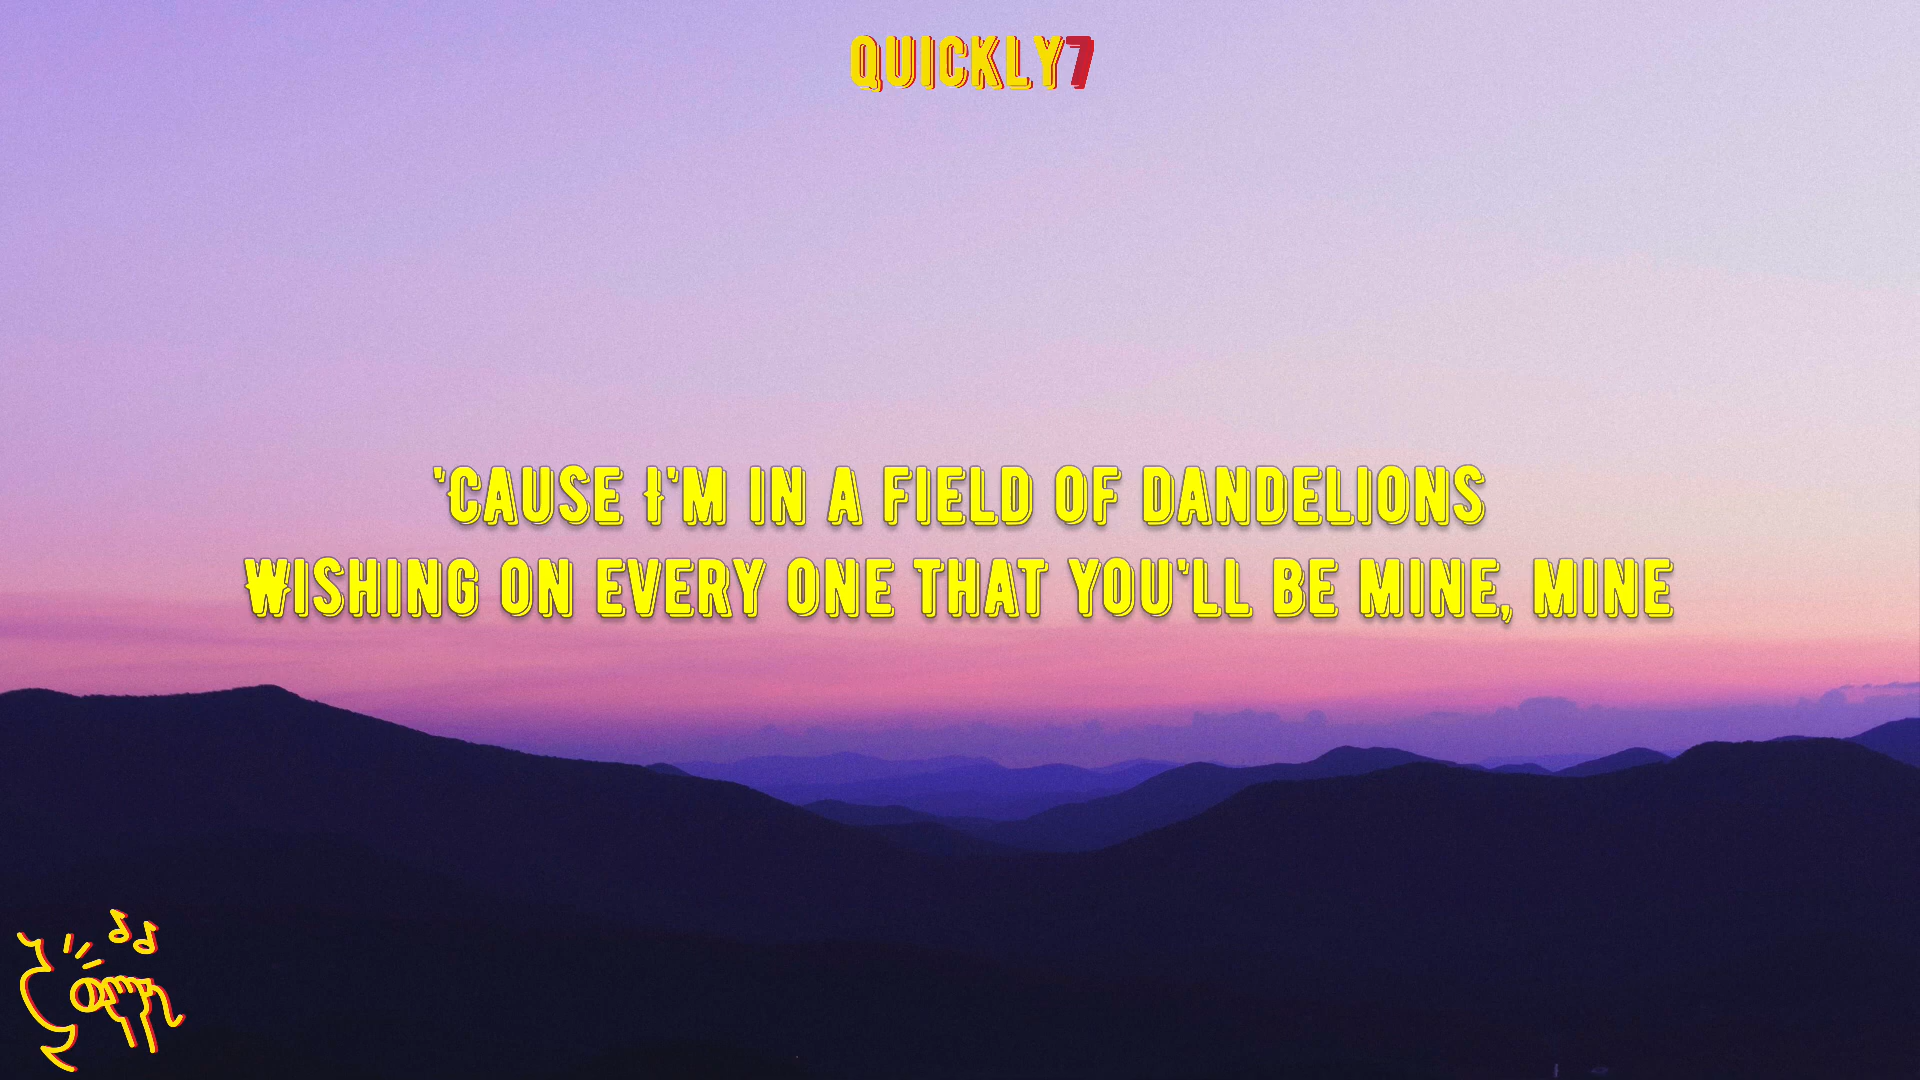 QUICKLY7
'Cause I'm in a field of dandelions
Wishing on every one that you'll be mine, mine